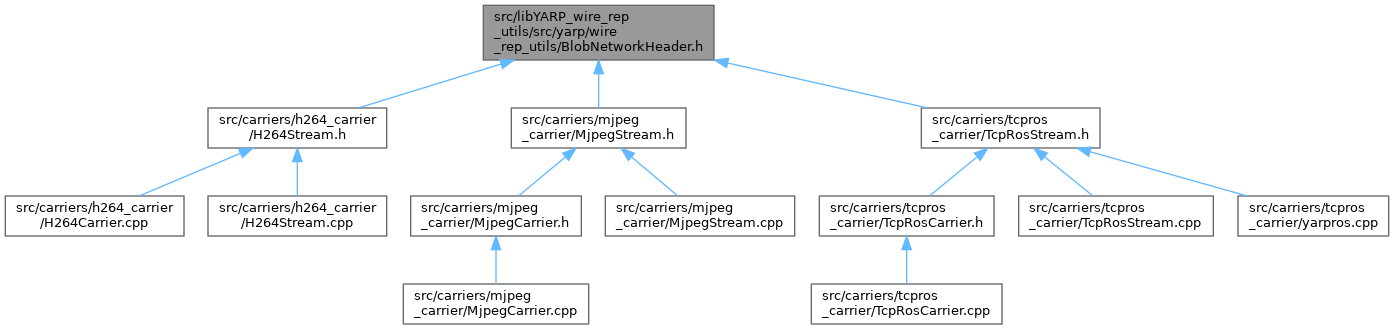 src/libYARP_wire_rep
_utils/src/yarp/wire
_rep_utils/BlobNetworkHeader.h
src/carriers/h264_carrier
/H264Stream.h
src/carriers/mjpeg
_carrier/MjpegStream.h
src/carriers/tcpros
_carrier/TcpRosStream.h
src/carriers/h264_carrier
/H264Carrier.cpp
src/carriers/h264_carrier
/H264Stream.cpp
src/carriers/mjpeg
_carrier/MjpegCarrier.h
src/carriers/mjpeg
_carrier/MjpegStream.cpp
src/carriers/tcpros
_carrier/TcpRosCarrier.h
src/carriers/tcpros
_carrier/TcpRosStream.cpp
src/carriers/tcpros
_carrier/yarpros.cpp
src/carriers/mjpeg
_carrier/MjpegCarrier.cpp
src/carriers/tcpros
_carrier/TcpRosCarrier.cpp